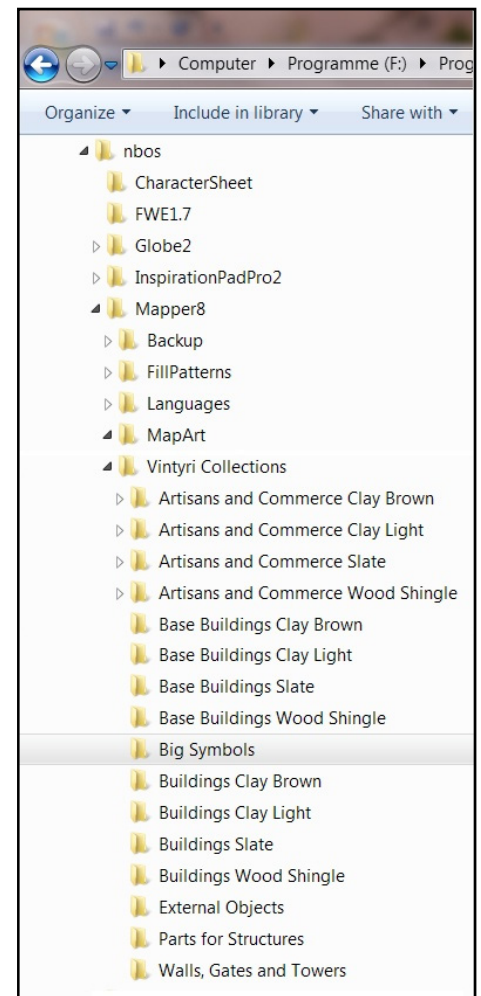 Computer Programme (F:) Prog
Organize Include in library Share with
nbos
CharacterSheet
FWE1.7
Globe2
InspirationPadPro2
Mapper8
Backup
FillPatterns
Languages
MapArt
Vintyri Collections
Artisans and Commerce Clay Brown
Artisans and Commerce Clay Light
Artisans and Commerce Slate
Artisans and Commerce Wood Shingle
Base Buildings Clay Brown
Base Buildings Clay Light
Base Buildings Slate
Base Buildings Wood Shingle
Big Symbols
Buildings Clay Brown
Buildings Clay Light
Buildings Slate
Buildings Wood Shingle
External Objects
Parts for Structures
Walls, Gates and Towers